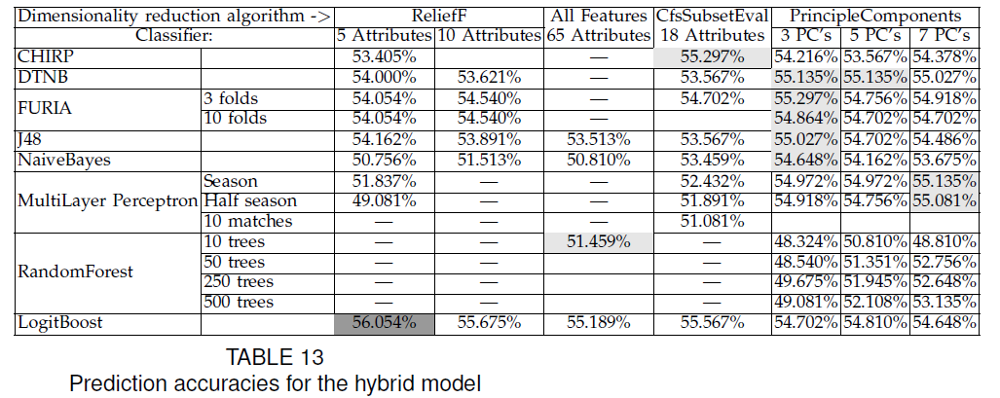 Dimensionality reduction algorithm -> ReliefF All Features CfsSubsetEval PrincipleComponents
Classifier: 5 Attributes 10 Attributes 65 Attributes 18 Attributes 3 PC's 5 PC's 7 PC's
CHIRP 53.405% — 55.297% 54.216% 53.567% 54.378%
DTNB 54.000% 53.621% — 53.567% 55.135% 55.135% 55.027%
FURIA 3 folds 54.054% 54.540% — 54.702% 55.297% 54.756% 54.918%
10 folds 54.054% 54.540% — 54.864% 54.702% 54.702%
J48 54.162% 53.891% 53.513% 53.567% 55.027% 54.702% 54.486%
NaiveBayes 50.756% 51.513% 50.810% 53.459% 54.648% 54.162% 53.675%
MultiLayer Perceptron Season 51.837% — — 52.432% 54.972% 54.972% 55.135%
Half season 49.081% — — 51.891% 54.918% 54.756% 55.081%
10 matches — — — 51.081%
RandomForest 10 trees — — 51.459% — 48.324% 50.810% 48.810%
50 trees — — — — 48.540% 51.351% 52.756%
250 trees — — — — 49.675% 51.945% 52.648%
500 trees — — — — 49.081% 52.108% 53.135%
LogitBoost 56.054% 55.675% 55.189% 55.567% 54.702% 54.810% 54.648%
TABLE 13
Prediction accuracies for the hybrid model